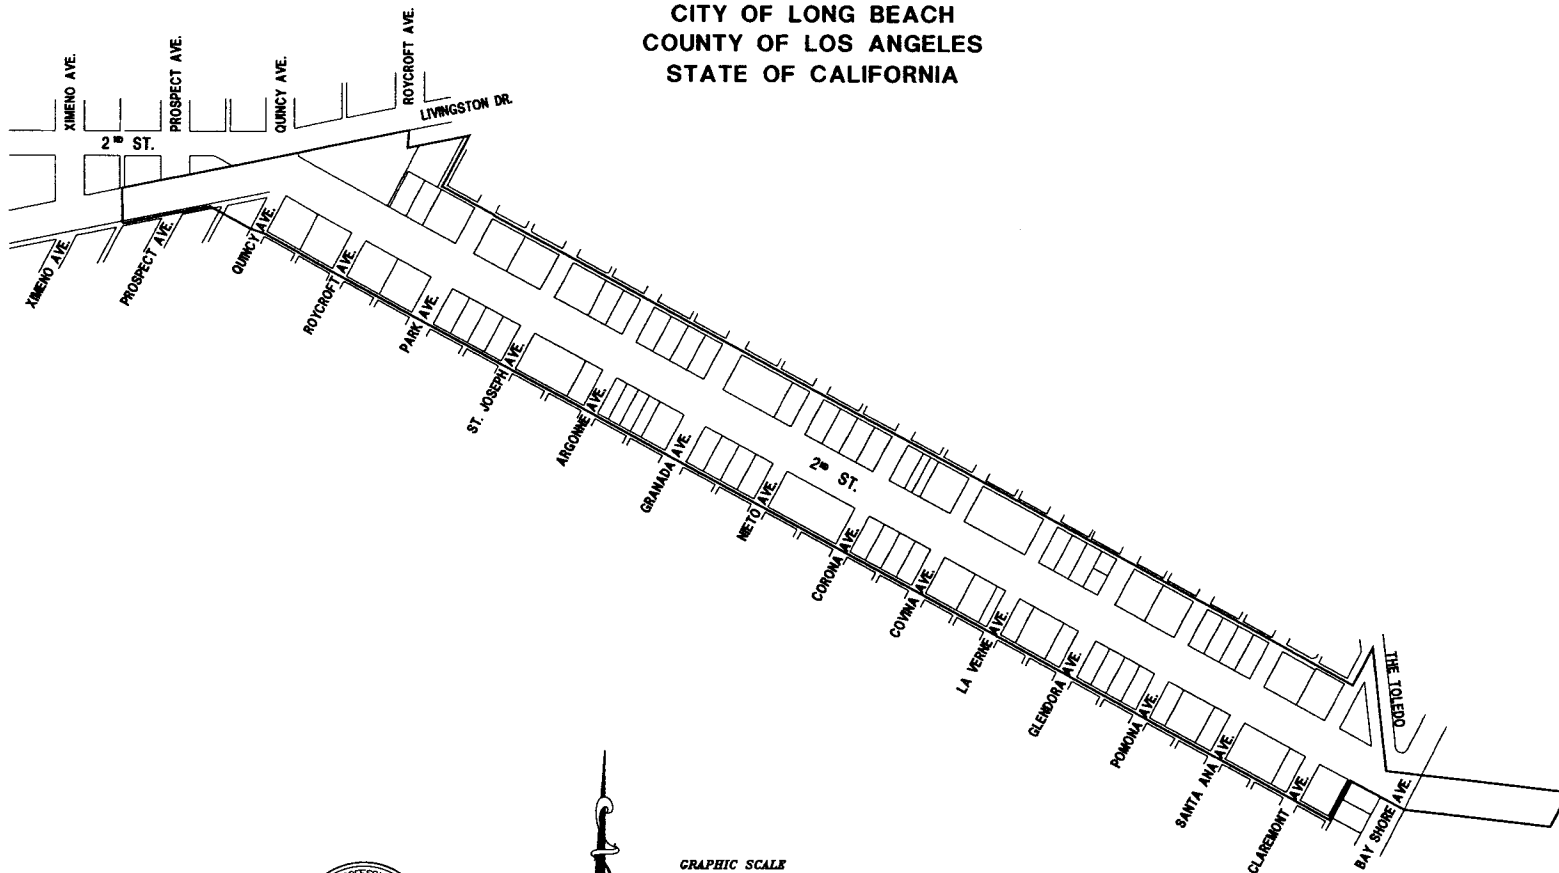 CITY OF LONG BEACH
COUNTY OF LOS ANGELES
STATE OF CALIFORNIA
XIMENO AVE.
PROSPECT AVE.
QUINCY AVE.
ROYCROFT AVE.
LIVINGSTON DR.
2ND ST.
XIMENO AVE.
PROSPECT AVE.
QUINCY AVE.
ROYCROFT AVE.
PARK AVE.
ST. JOSEPH AVE.
ARGONNE AVE.
GRANADA AVE.
NIETO AVE.
2ND ST.
CORONA AVE.
COVINA AVE.
LA VERNE AVE.
GLENDORA AVE.
POMONA AVE.
SANTA ANA AVE.
CLAREMONT AVE.
BAY SHORE AVE.
THE TOLEDO
GRAPHIC SCALE